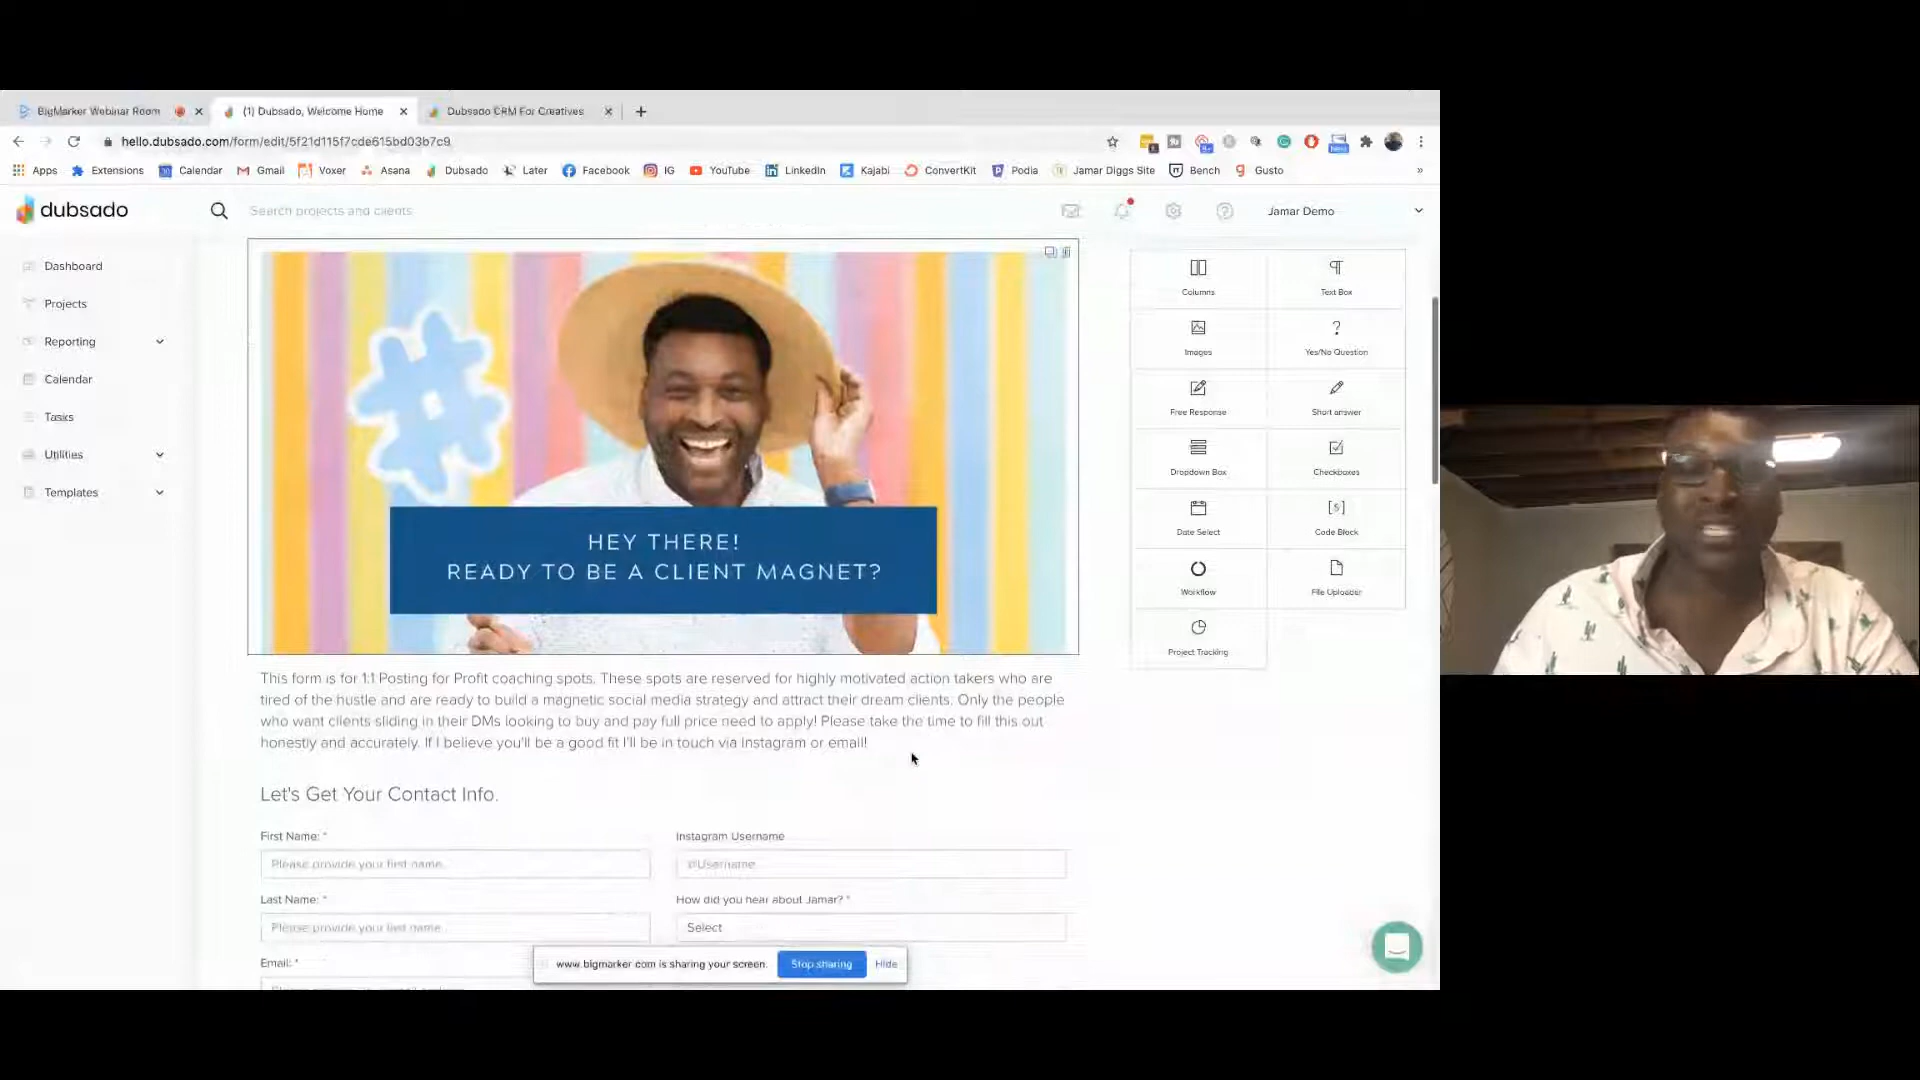 BigMarker Webinar Room
(1) Dubsado, Welcome Home
Dubsado CRM For Creatives
hello.dubsado.com/form/edit/5f21d115f7cde615bd03b7c9
Apps
Extensions
Calendar
Gmail
Voxer
Asana
Dubsado
Later
Facebook
IG
YouTube
LinkedIn
Kajabi
ConvertKit
Podia
Jamar Diggs Site
Bench
Gusto
»
dubsado
Search projects and clients
Jamar Demo
Dashboard
Projects
Reporting
Calendar
Tasks
Utilities
Templates
HEY THERE!
READY TO BE A CLIENT MAGNET?
Columns
Text Box
Images
Yes/No Question
Free Response
Short answer
Dropdown Box
Checkboxes
Date Select
Code Block
Workflow
File Uploader
Project Tracking
This form is for 1:1 Posting for Profit coaching spots. These spots are reserved for highly motivated action takers who are
tired of the hustle and are ready to build a magnetic social media strategy and attract their dream clients. Only the people
who want clients sliding in their DMs looking to buy and pay full price need to apply! Please take the time to fill this out
honestly and accurately. If I believe you'll be a good fit I'll be in touch via Instagram or email!
Let's Get Your Contact Info.
First Name: *
Please provide your first name.
Instagram Username
@Username
Last Name: *
Please provide your last name.
How did you hear about Jamar? *
Select
Email: *
www.bigmarker.com is sharing your screen.
Stop sharing
Hide